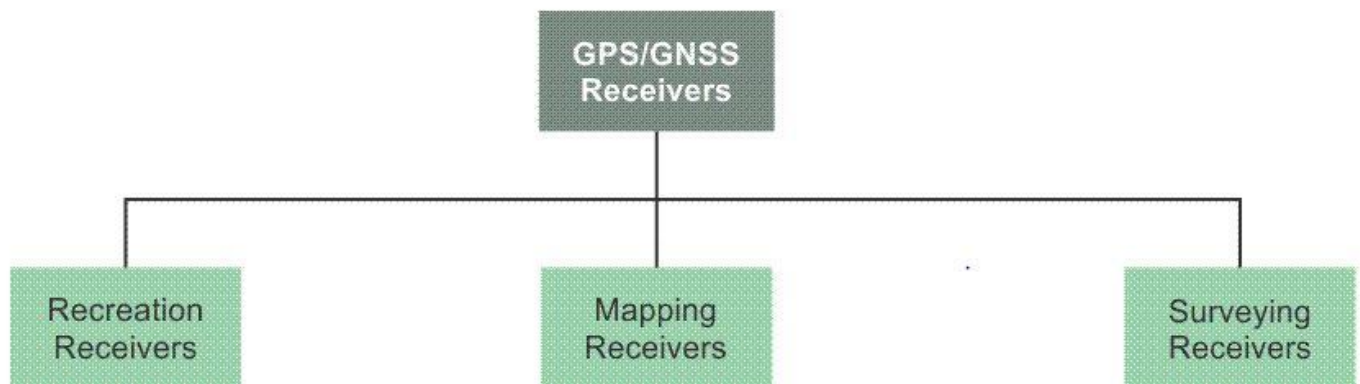 GPS/GNSS
Receivers
Recreation
Receivers
Mapping
Receivers
Surveying
Receivers